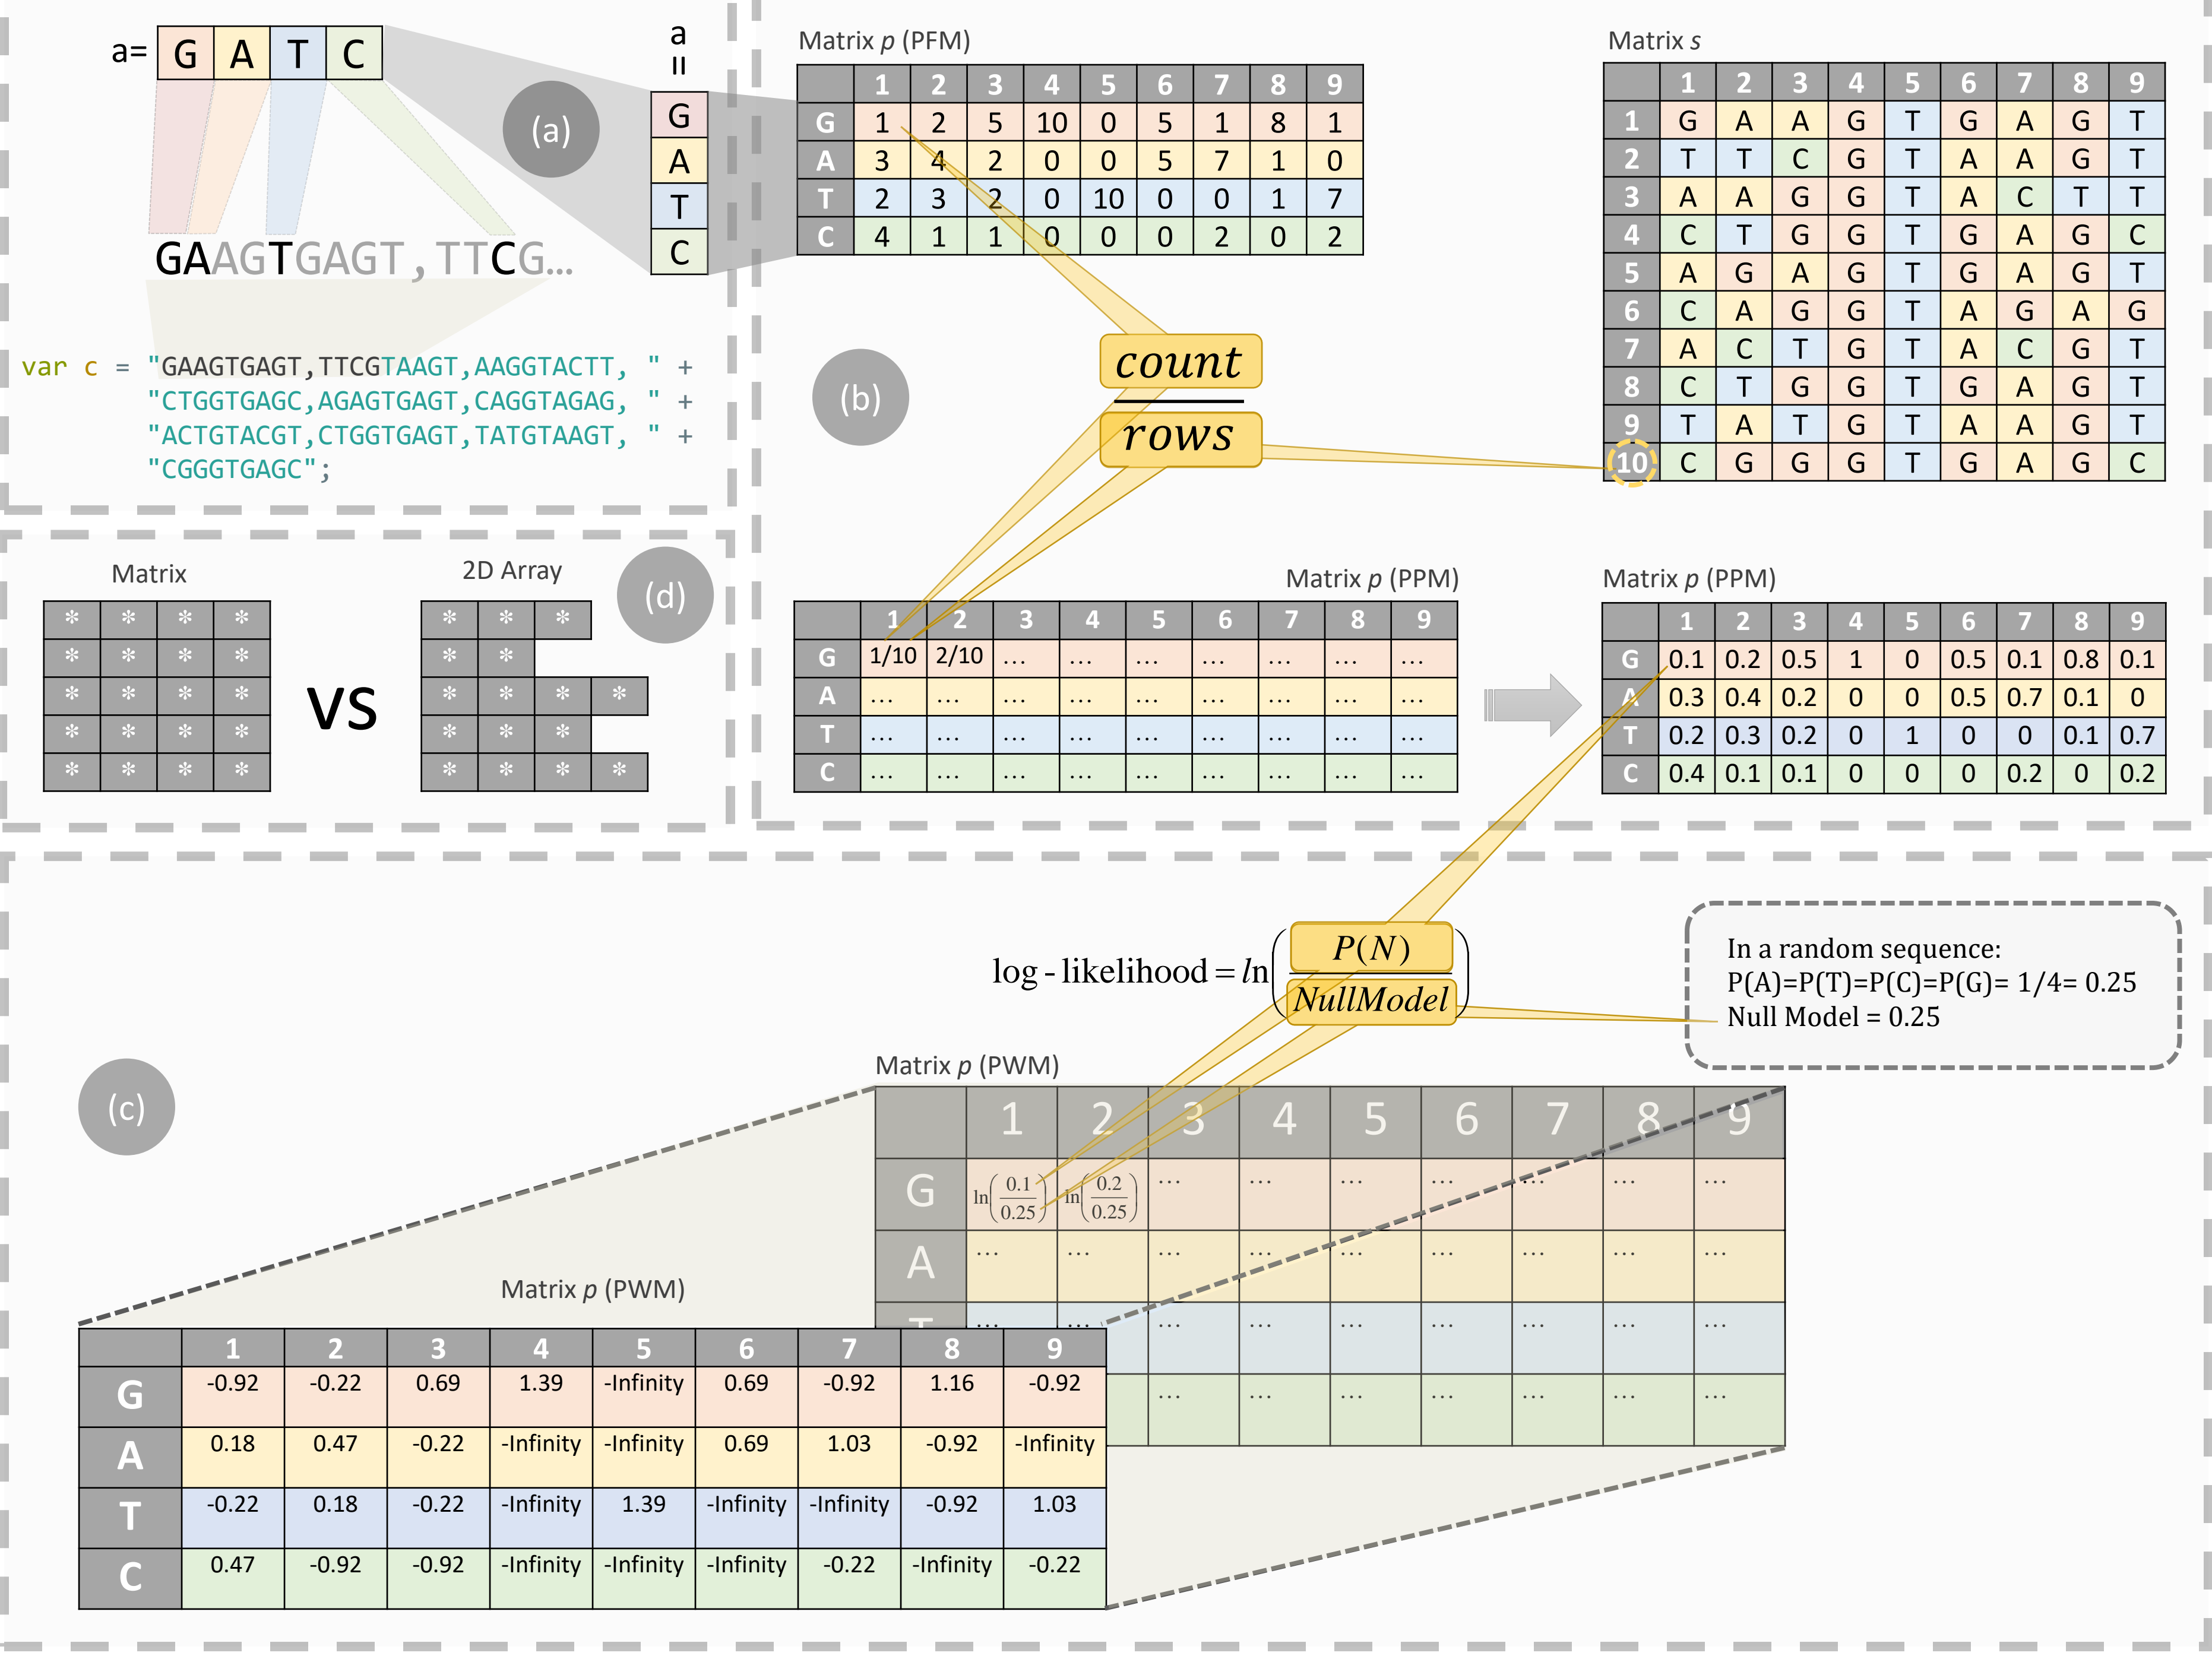 a= G A T C
(a)
a = G A T C
GAAGTGAGT,TTCG...
var c = "GAAGTGAGT,TTCGTAAGT,AAGGTACTT, " +
"CTGGTGAGC,AGAGTGAGT,CAGGTAGAG, " +
"ACTGTACGT,CTGGTGAGT,TATGTAAGT, " +
"CGGGTGAGC";
Matrix p (PFM)
1 2 3 4 5 6 7 8 9
G 1 2 5 10 0 5 1 8 1
A 3 4 2 0 0 5 7 1 0
T 2 3 2 0 10 0 0 1 7
C 4 1 1 0 0 0 2 0 2
Matrix s
1 2 3 4 5 6 7 8 9
1 G A A G T G A G T
2 T T C G T A A G T
3 A A G G T A C T T
4 C T G G T G A G C
5 A G A G T G A G T
6 C A G G T A G A G
7 A C T G T A C G T
8 C T G G T G A G T
9 T A T G T A A G T
10 C G G G T G A G C
(b)
count
rows
Matrix p (PPM)
1 2 3 4 5 6 7 8 9
G 1/10 2/10 ... ... ... ... ... ... ...
A ... ... ... ... ... ... ... ... ...
T ... ... ... ... ... ... ... ... ...
C ... ... ... ... ... ... ... ... ...
Matrix p (PPM)
1 2 3 4 5 6 7 8 9
G 0.1 0.2 0.5 1 0 0.5 0.1 0.8 0.1
A 0.3 0.4 0.2 0 0 0.5 0.7 0.1 0
T 0.2 0.3 0.2 0 1 0 0 0.1 0.7
C 0.4 0.1 0.1 0 0 0 0.2 0 0.2
Matrix
2D Array
(d)
* * * * * * *
* * * * * *
* * * * VS * * * *
* * * * * * *
* * * * * * * *
log-likelihood = ln(P(N) / NullModel)
In a random sequence:
P(A)=P(T)=P(C)=P(G)= 1/4= 0.25
Null Model = 0.25
(c)
Matrix p (PWM)
1 2 3 4 5 6 7 8 9
G ln(0.1/0.25) ln(0.2/0.25) ... ... ... ... ... ... ...
A ... ... ... ... ... ... ... ... ...
T ... ... ... ... ... ... ... ... ...
... ... ... ... ... ... ...
Matrix p (PWM)
1 2 3 4 5 6 7 8 9
G -0.92 -0.22 0.69 1.39 -Infinity 0.69 -0.92 1.16 -0.92
A 0.18 0.47 -0.22 -Infinity -Infinity 0.69 1.03 -0.92 -Infinity
T -0.22 0.18 -0.22 -Infinity 1.39 -Infinity -Infinity -0.92 1.03
C 0.47 -0.92 -0.92 -Infinity -Infinity -Infinity -0.22 -Infinity -0.22